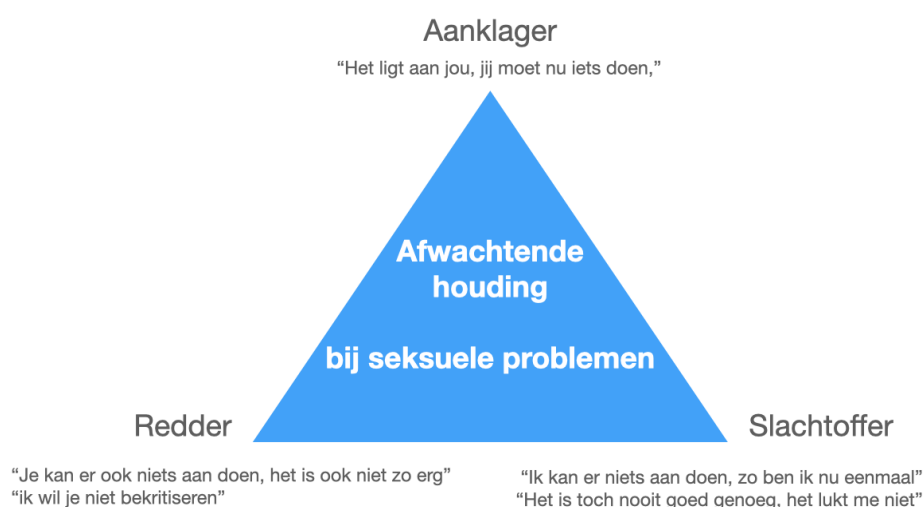 Aanklager
“Het ligt aan jou, jij moet nu iets doen,”
Afwachtende
houding
bij seksuele problemen
Redder
Slachtoffer
“Je kan er ook niets aan doen, het is ook niet zo erg”
“ik wil je niet bekritiseren”
“Ik kan er niets aan doen, zo ben ik nu eenmaal”
“Het is toch nooit goed genoeg, het lukt me niet”